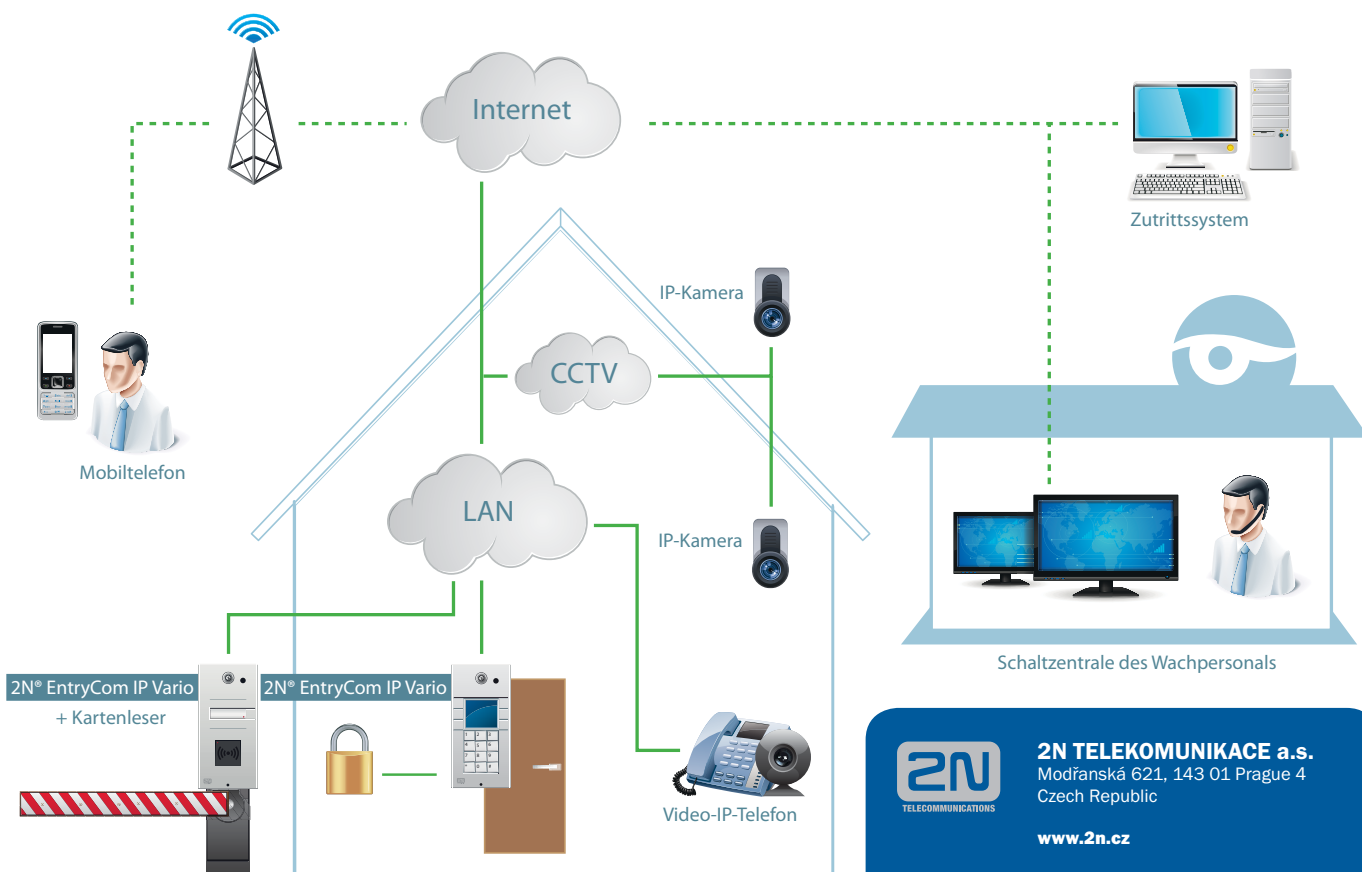 Internet
Zutrittssystem
IP-Kamera
CCTV
Mobiltelefon
LAN
IP-Kamera
Schaltzentrale des Wachpersonals
2N® EntryCom IP Vario
+ Kartenleser
2N® EntryCom IP Vario
Video-IP-Telefon
2N
TELECOMMUNICATIONS
2N TELEKOMUNIKACE a.s.
Modřanská 621, 143 01 Prague 4
Czech Republic
www.2n.cz